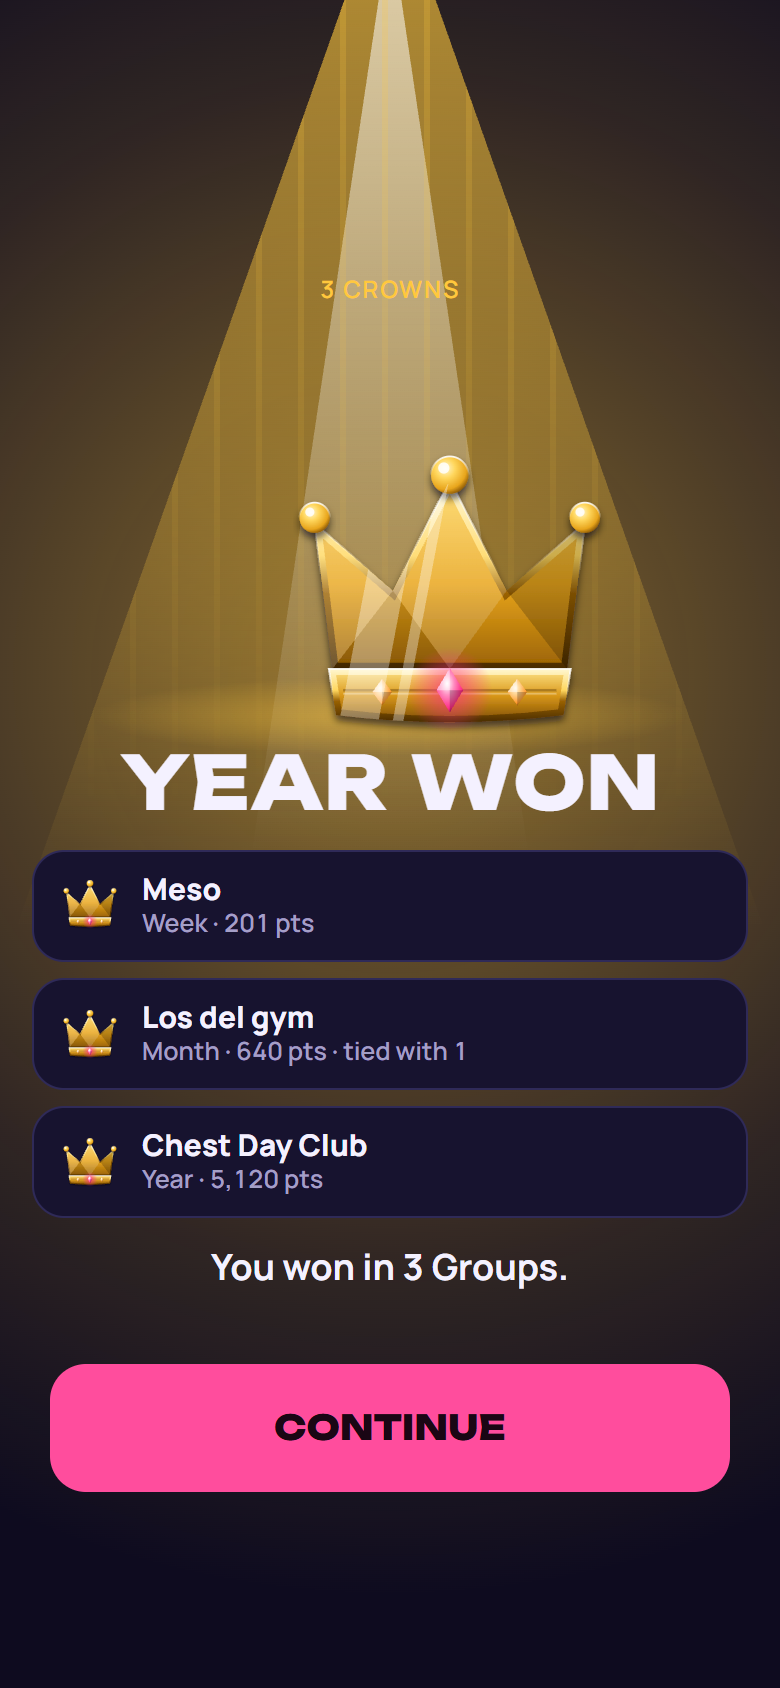 3 CROWNS
YEAR WON
Meso
Week · 201 pts
Los del gym
Month · 640 pts · tied with 1
Chest Day Club
Year · 5,120 pts
You won in 3 Groups.
CONTINUE